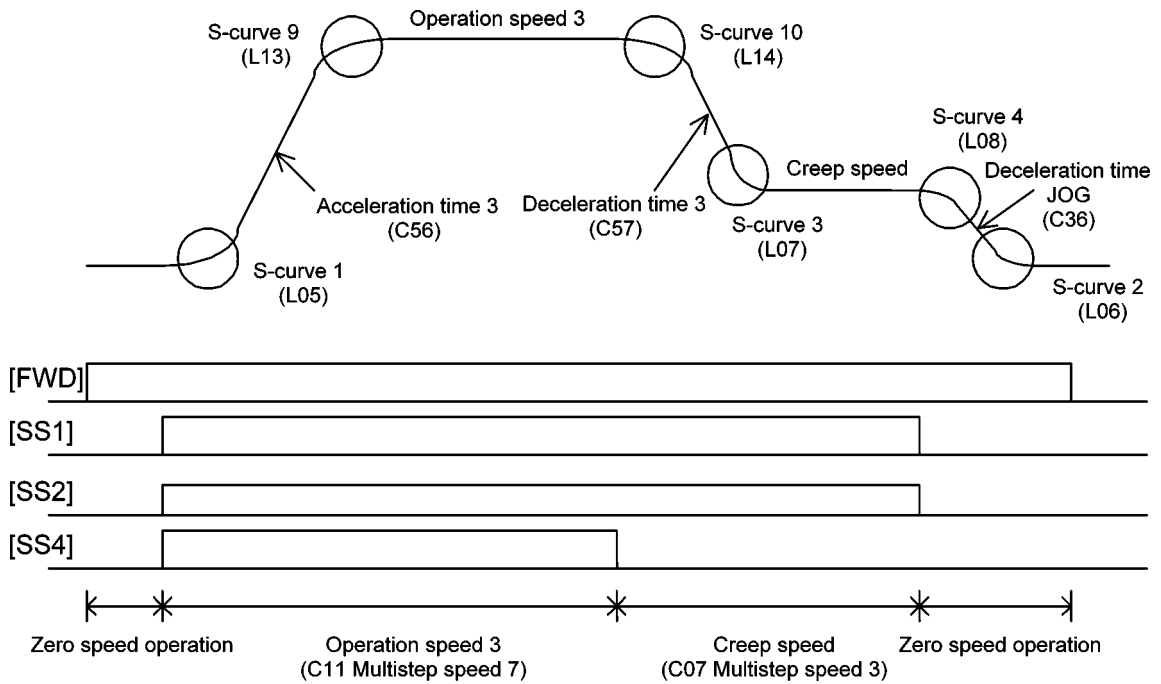 Operation speed 3
S-curve 9
(L13)
S-curve 10
(L14)
S-curve 4
(L08)
Creep speed
Deceleration time
JOG
(C36)
Acceleration time 3
(C56)
Deceleration time 3
(C57)
S-curve 3
(L07)
S-curve 1
(L05)
S-curve 2
(L06)
[FWD]
[SS1]
[SS2]
[SS4]
Zero speed operation
Operation speed 3
(C11 Multistep speed 7)
Creep speed
(C07 Multistep speed 3)
Zero speed operation